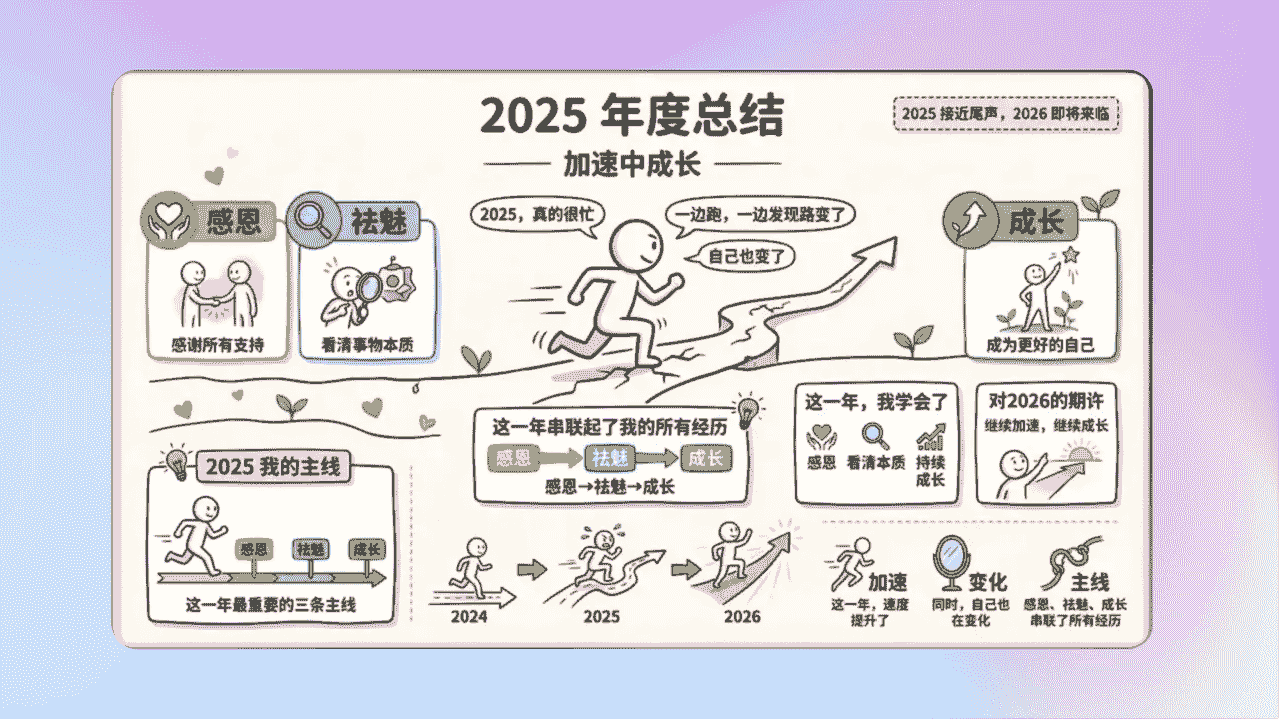 2025 年度总结
加速中成长
2025 接近尾声，2026 即将来临
感恩
感谢所有支持
祛魅
看清事物本质
2025，真的很忙
一边跑，一边发现路变了
自己也变了
成长
成为更好的自己
2025 我的主线
感恩
祛魅
成长
这一年最重要的三条主线
这一年串联起了我的所有经历
感恩
祛魅
成长
感恩→祛魅→成长
这一年，我学会了
感恩
看清本质
持续
成长
对2026的期许
继续加速，继续成长
2024
2025
2026
加速
这一年，速度
提升了
变化
同时，自己也
在变化
主线
感恩、祛魅、成长
串联了所有经历